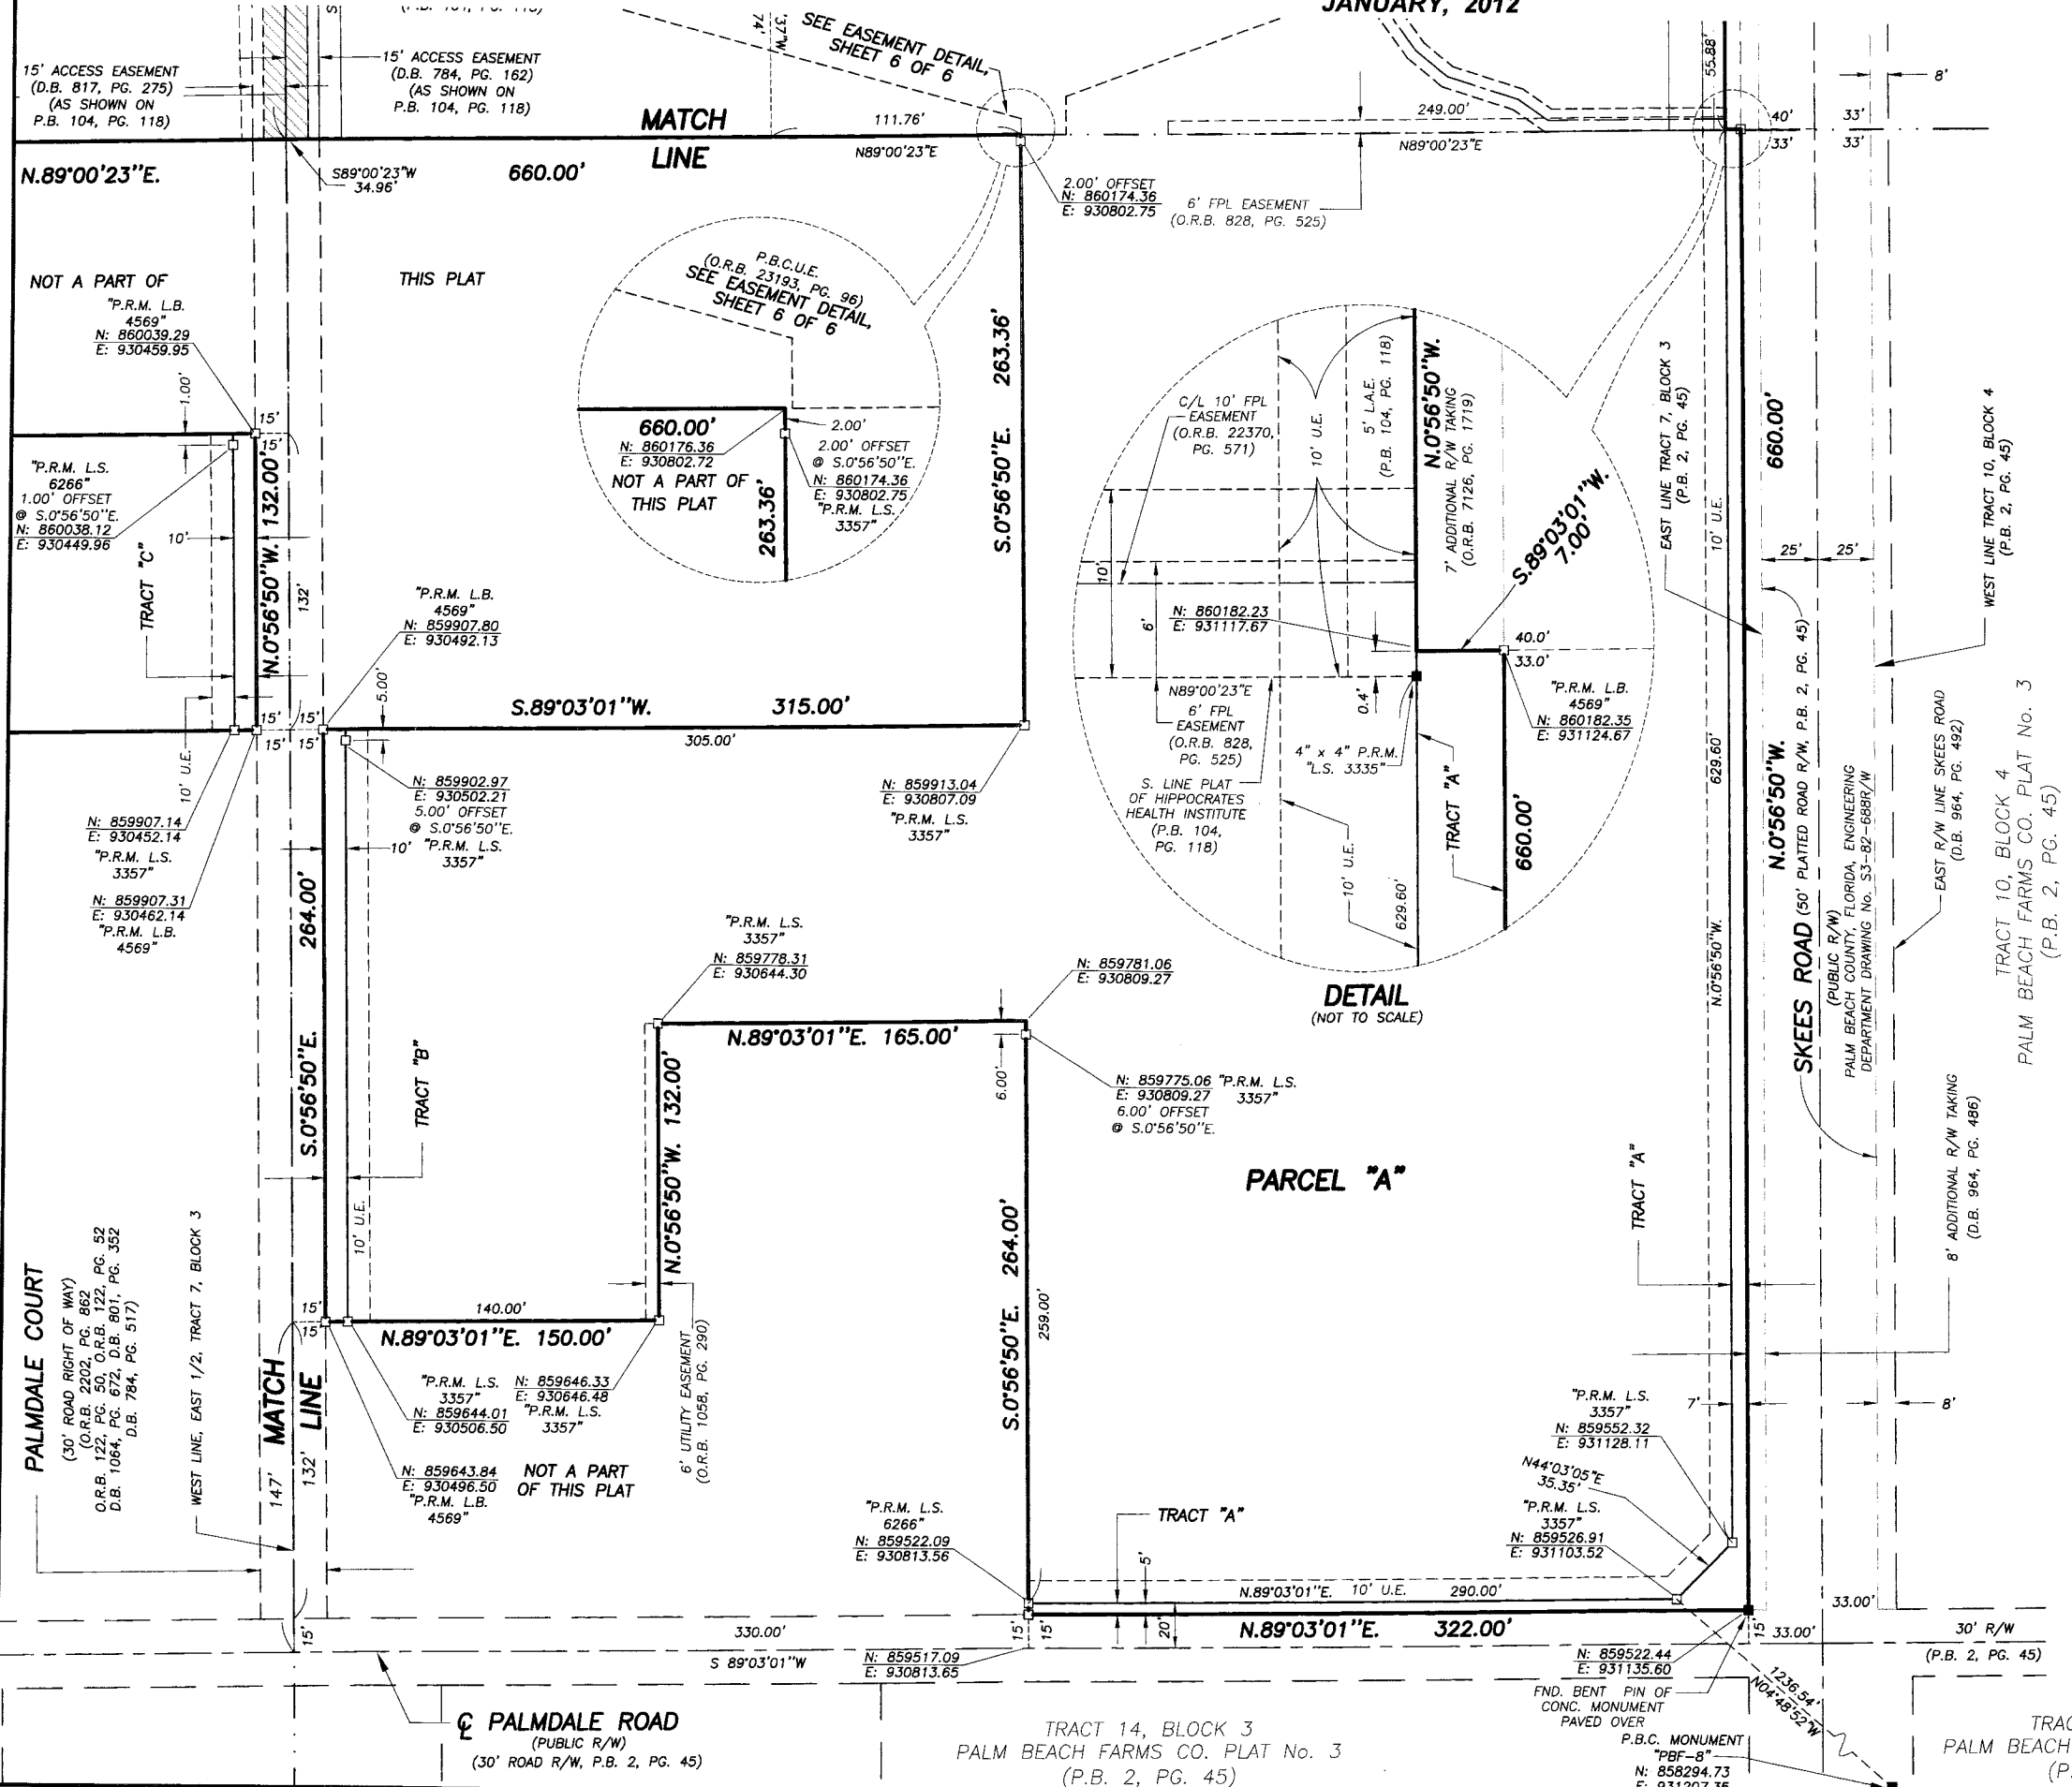 JANUARY, 2012
15' ACCESS EASEMENT
(D.B. 817, PG. 275)
(AS SHOWN ON
P.B. 104, PG. 118)
15' ACCESS EASEMENT
(D.B. 784, PG. 162)
(AS SHOWN ON
P.B. 104, PG. 118)
SEE EASEMENT DETAIL,
SHEET 6 OF 6
37"W
74'
MATCH
LINE
111.76'
N89°00'23"E
249.00'
N89°00'23"E
55.88'
40'
33'
33'
33'
8'
N.89°00'23"E.
S89°00'23"W
34.96'
660.00'
2.00' OFFSET
N: 860174.36
E: 930802.75
6' FPL EASEMENT
(O.R.B. 828, PG. 525)
NOT A PART OF
THIS PLAT
"P.R.M. L.B.
4569"
N: 860039.29
E: 930459.95
1.00'
15'
15'
"P.R.M. L.S.
6266"
1.00' OFFSET
@ S.0°56'50"E.
N: 860038.12
E: 930449.96
10'
TRACT "C"
N.0°56'50"W. 132.00'
132'
P.B.C.U.E.
(O.R.B. 23193, PG. 96)
SEE EASEMENT DETAIL,
SHEET 6 OF 6
660.00'
N: 860176.36
E: 930802.72
NOT A PART OF
THIS PLAT
2.00'
2.00' OFFSET
@ S.0°56'50"E.
N: 860174.36
E: 930802.75
"P.R.M. L.S.
3357"
263.36'
S.0°56'50"E. 263.36'
C/L 10' FPL
EASEMENT
(O.R.B. 22370,
PG. 571)
10' U.E.
5' L.A.E.
(P.B. 104, PG. 118)
N.0°56'50"W.
7' ADDITIONAL R/W TAKING
(O.R.B. 7126, PG. 1719)
S.89°03'01"W.
7.00'
10'
6'
N: 860182.23
E: 931117.67
40.0'
33.0'
"P.R.M. L.B.
4569"
N: 860182.35
E: 931124.67
0.4'
N89°00'23"E
6' FPL
EASEMENT
(O.R.B. 828,
PG. 525)
4" x 4" P.R.M.
"L.S. 3335"
S. LINE PLAT
OF HIPPOCRATES
HEALTH INSTITUTE
(P.B. 104,
PG. 118)
TRACT "A"
10' U.E.
629.60'
660.00'
DETAIL
(NOT TO SCALE)
EAST LINE TRACT 7, BLOCK 3
(P.B. 2, PG. 45)
10' U.E.
660.00'
25'
25'
WEST LINE TRACT 10, BLOCK 4
(P.B. 2, PG. 45)
629.60'
N.0°56'50"W.
N.0°56'50"W.
SKEES ROAD (50' PLATTED ROAD R/W, P.B. 2, PG. 45)
(PUBLIC R/W)
PALM BEACH COUNTY, FLORIDA, ENGINEERING
DEPARTMENT DRAWING No. S3-82-688R/W
EAST R/W LINE SKEES ROAD
(D.B. 964, PG. 492)
TRACT 10, BLOCK 4
PALM BEACH FARMS CO. PLAT No. 3
(P.B. 2, PG. 45)
8' ADDITIONAL R/W TAKING
(D.B. 964, PG. 486)
"P.R.M. L.B.
4569"
N: 859907.80
E: 930492.13
5.00'
S.89°03'01"W. 315.00'
305.00'
15'
15'
15'
15'
10' U.E.
N: 859907.14
E: 930452.14
"P.R.M. L.S.
3357"
N: 859907.31
E: 930462.14
"P.R.M. L.B.
4569"
N: 859902.97
E: 930502.21
5.00' OFFSET
@ S.0°56'50"E.
"P.R.M. L.S.
3357"
10'
N: 859913.04
E: 930807.09
"P.R.M. L.S.
3357"
S.0°56'50"E. 264.00'
TRACT "B"
10' U.E.
"P.R.M. L.S.
3357"
N: 859778.31
E: 930644.30
N: 859781.06
E: 930809.27
N.89°03'01"E. 165.00'
6.00'
N: 859775.06
E: 930809.27
"P.R.M. L.S.
3357"
6.00' OFFSET
@ S.0°56'50"E.
N.0°56'50"W. 132.00'
PARCEL "A"
TRACT "A"
S.0°56'50"E. 264.00'
259.00'
PALMDALE COURT
(30' ROAD RIGHT OF WAY)
(O.R.B. 2202, PG. 862
O.R.B. 122, PG. 50, O.R.B. 122, PG. 52
D.B. 1064, PG. 672, D.B. 801, PG. 352
D.B. 784, PG. 517)
WEST LINE, EAST 1/2, TRACT 7, BLOCK 3
147' MATCH
132' LINE
15'
15'
140.00'
N.89°03'01"E. 150.00'
"P.R.M. L.S.
3357"
N: 859644.01
E: 930506.50
N: 859646.33
E: 930646.48
"P.R.M. L.S.
3357"
N: 859643.84
E: 930496.50
"P.R.M. L.B.
4569"
NOT A PART
OF THIS PLAT
6' UTILITY EASEMENT
(O.R.B. 1058, PG. 290)
7'
8'
"P.R.M. L.S.
3357"
N: 859552.32
E: 931128.11
N44°03'05"E
35.35'
"P.R.M. L.S.
3357"
N: 859526.91
E: 931103.52
"P.R.M. L.S.
6266"
N: 859522.09
E: 930813.56
TRACT "A"
5'
N.89°03'01"E. 10' U.E. 290.00'
N.89°03'01"E. 322.00'
33.00'
15'
330.00'
15'
15'
20'
15'
33.00'
30' R/W
(P.B. 2, PG. 45)
S 89°03'01"W
N: 859517.09
E: 930813.65
N: 859522.44
E: 931135.60
FND. BENT PIN OF
CONC. MONUMENT
PAVED OVER
1236.54'
N04°48'52"W
℄ PALMDALE ROAD
(PUBLIC R/W)
(30' ROAD R/W, P.B. 2, PG. 45)
TRACT 14, BLOCK 3
PALM BEACH FARMS CO. PLAT No. 3
(P.B. 2, PG. 45)
P.B.C. MONUMENT
"PBF-8"
N: 858294.73
E: 931207.35
PALM BEACH